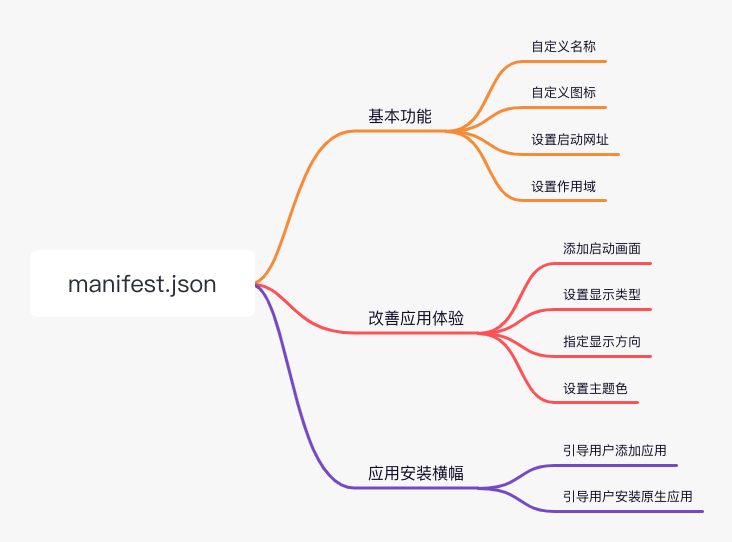 manifest.json
基本功能
自定义名称
自定义图标
设置启动网址
设置作用域
改善应用体验
添加启动画面
设置显示类型
指定显示方向
设置主题色
应用安装横幅
引导用户添加应用
引导用户安装原生应用